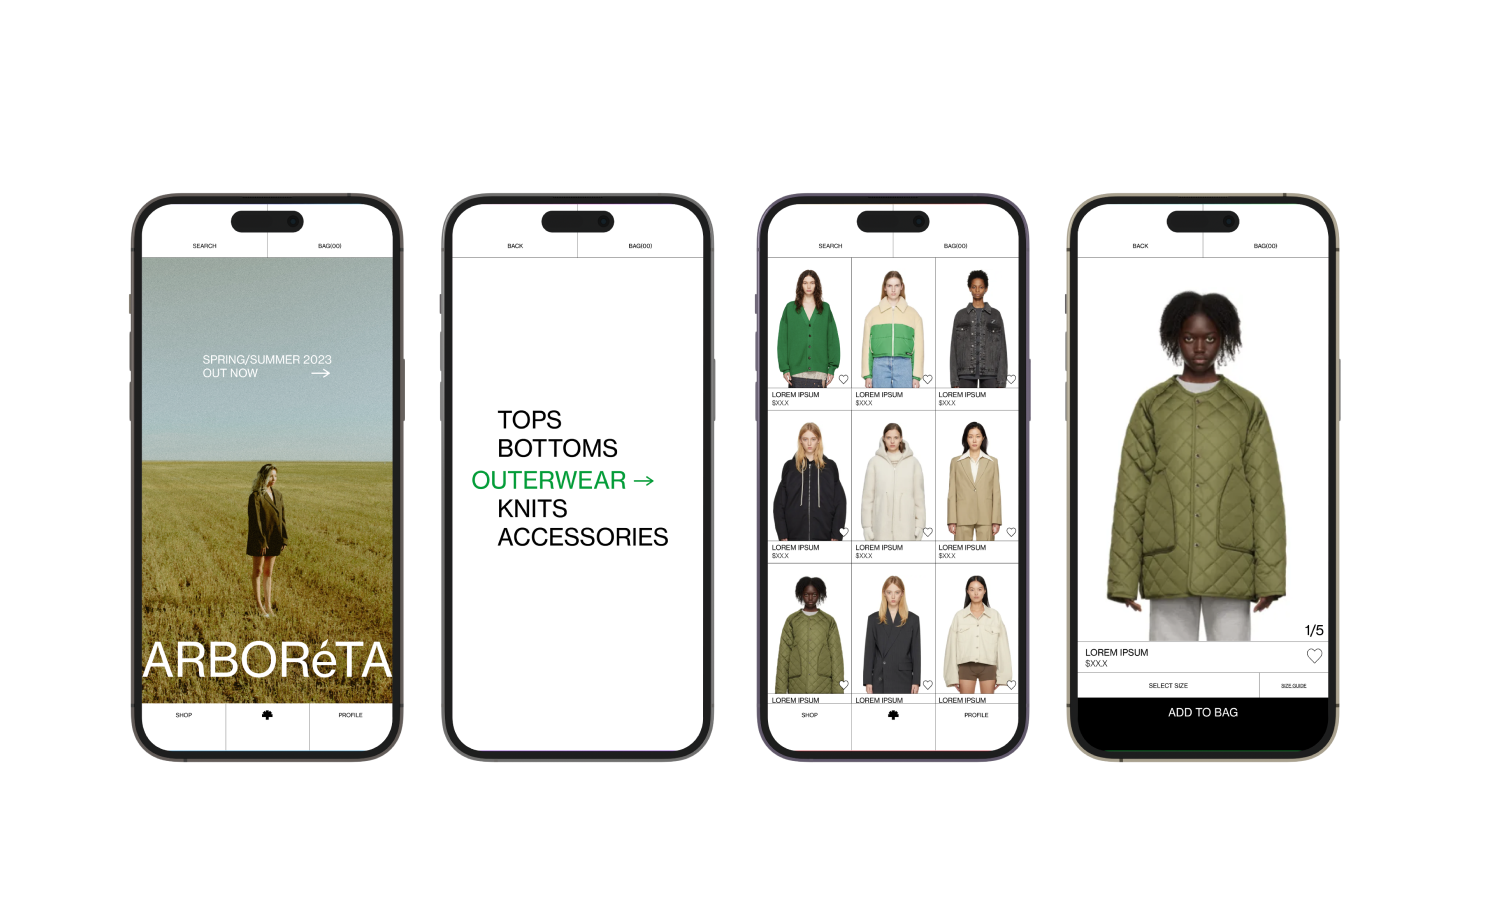 SEARCH
BAG(00)
SPRING/SUMMER 2023
OUT NOW →
ARBORéTA
SHOP
PROFILE
BACK
BAG(00)
TOPS
BOTTOMS
OUTERWEAR →
KNITS
ACCESSORIES
SEARCH
BAG(00)
LOREM IPSUM
$XX.X
LOREM IPSUM
$XX.X
LOREM IPSUM
$XX.X
LOREM IPSUM
$XX.X
LOREM IPSUM
$XX.X
LOREM IPSUM
$XX.X
LOREM IPSUM
LOREM IPSUM
LOREM IPSUM
SHOP
PROFILE
BACK
BAG(00)
1/5
LOREM IPSUM
$XX.X
SELECT SIZE
SIZE GUIDE
ADD TO BAG